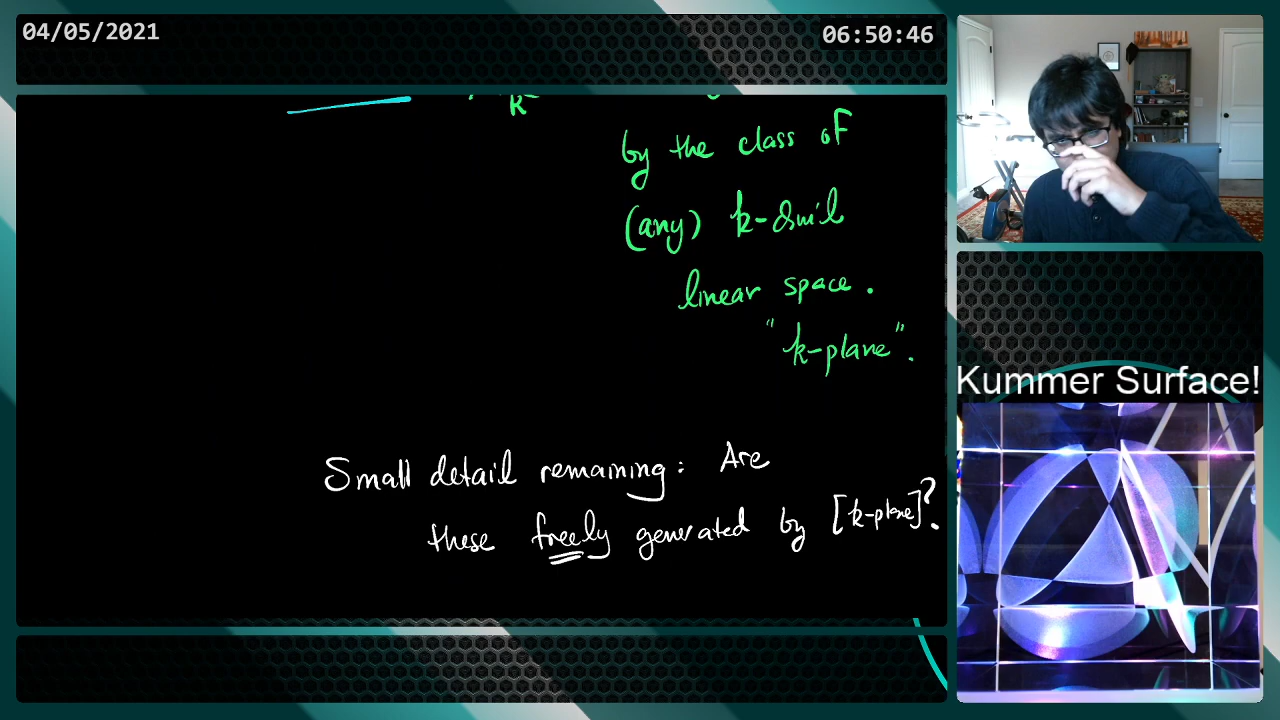 04/05/2021
06:50:46
k
by the class of
(any) k-dim'l
linear space.
"k-plane".
Small detail remaining: Are
these freely generated by [k-plane]?
Kummer Surface!